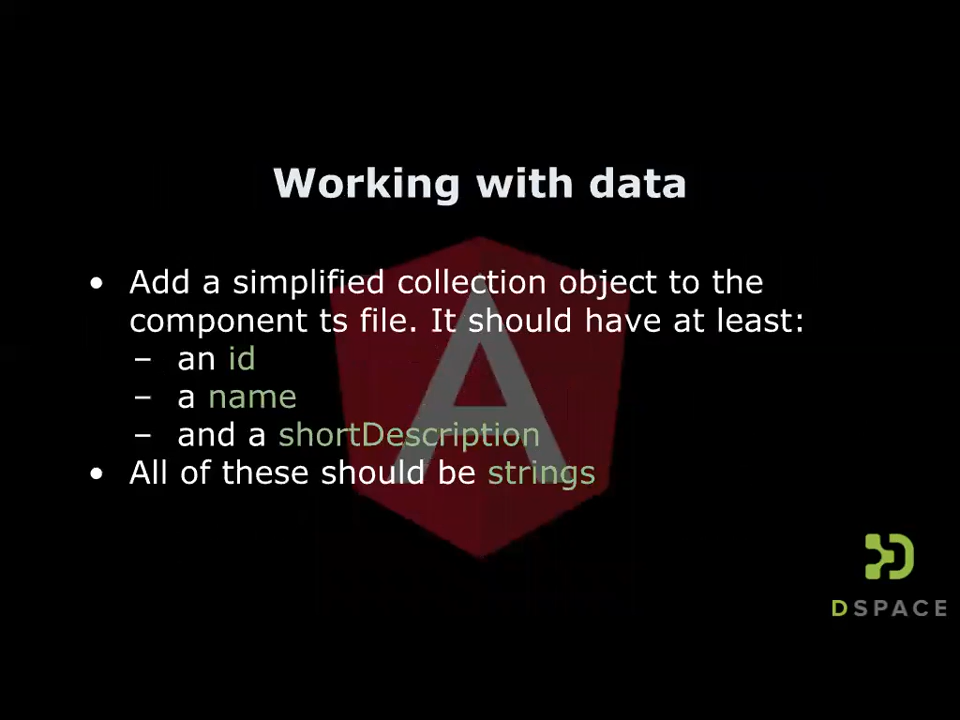 Working with data
• Add a simplified collection object to the
component ts file. It should have at least:
– an id
– a name
– and a shortDescription
• All of these should be strings
DSPACE